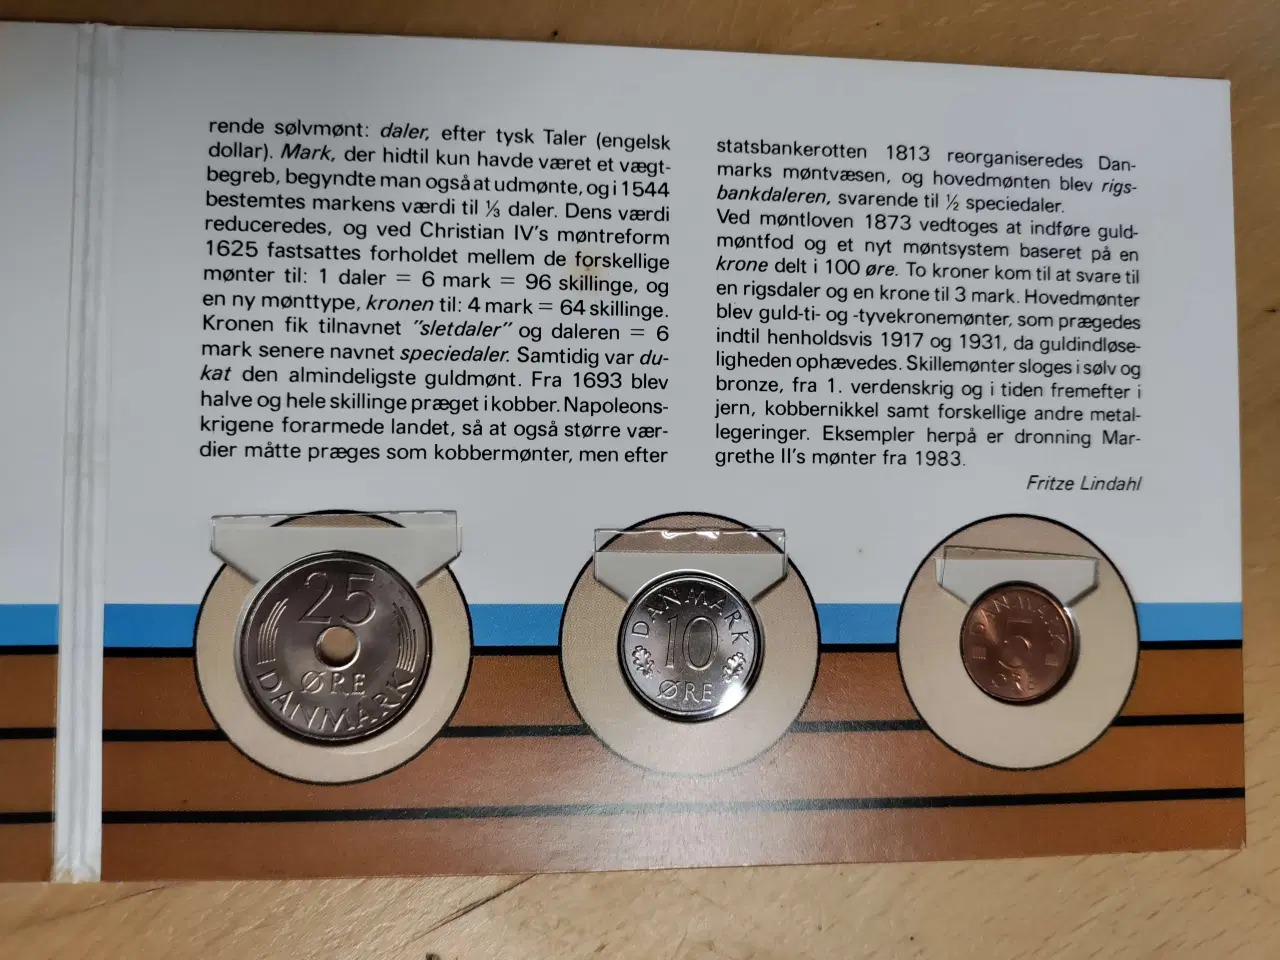 rende sølvmønt: daler, efter tysk Taler (engelsk
dollar). Mark, der hidtil kun havde været et vægt-
begreb, begyndte man også at udmønte, og i 1544
bestemtes markens værdi til ⅓ daler. Dens værdi
reduceredes, og ved Christian IV's møntreform
1625 fastsattes forholdet mellem de forskellige
mønter til: 1 daler = 6 mark = 96 skillinge, og
en ny mønttype, kronen til: 4 mark = 64 skillinge.
Kronen fik tilnavnet "sletdaler" og daleren = 6
mark senere navnet speciedaler. Samtidig var du-
kat den almindeligste guldmønt. Fra 1693 blev
halve og hele skillinge præget i kobber. Napoleons-
krigene forarmede landet, så at også større vær-
dier måtte præges som kobbermønter, men efter
statsbankerotten 1813 reorganiseredes Dan-
marks møntvæsen, og hovedmønten blev rigs-
bankdaleren, svarende til ½ speciedaler.
Ved møntloven 1873 vedtoges at indføre guld-
møntfod og et nyt møntsystem baseret på en
krone delt i 100 øre. To kroner kom til at svare til
en rigsdaler og en krone til 3 mark. Hovedmønter
blev guld-ti- og -tyvekronemønter, som prægedes
indtil henholdsvis 1917 og 1931, da guldindløse-
ligheden ophævedes. Skillemønter sloges i sølv og
bronze, fra 1. verdenskrig og i tiden fremefter i
jern, kobbernikkel samt forskellige andre metal-
legeringer. Eksempler herpå er dronning Mar-
grethe II's mønter fra 1983.
Fritze Lindahl
25
ØRE
DANMARK
DANMARK
10
ØRE
DANMARK
5
ØRE